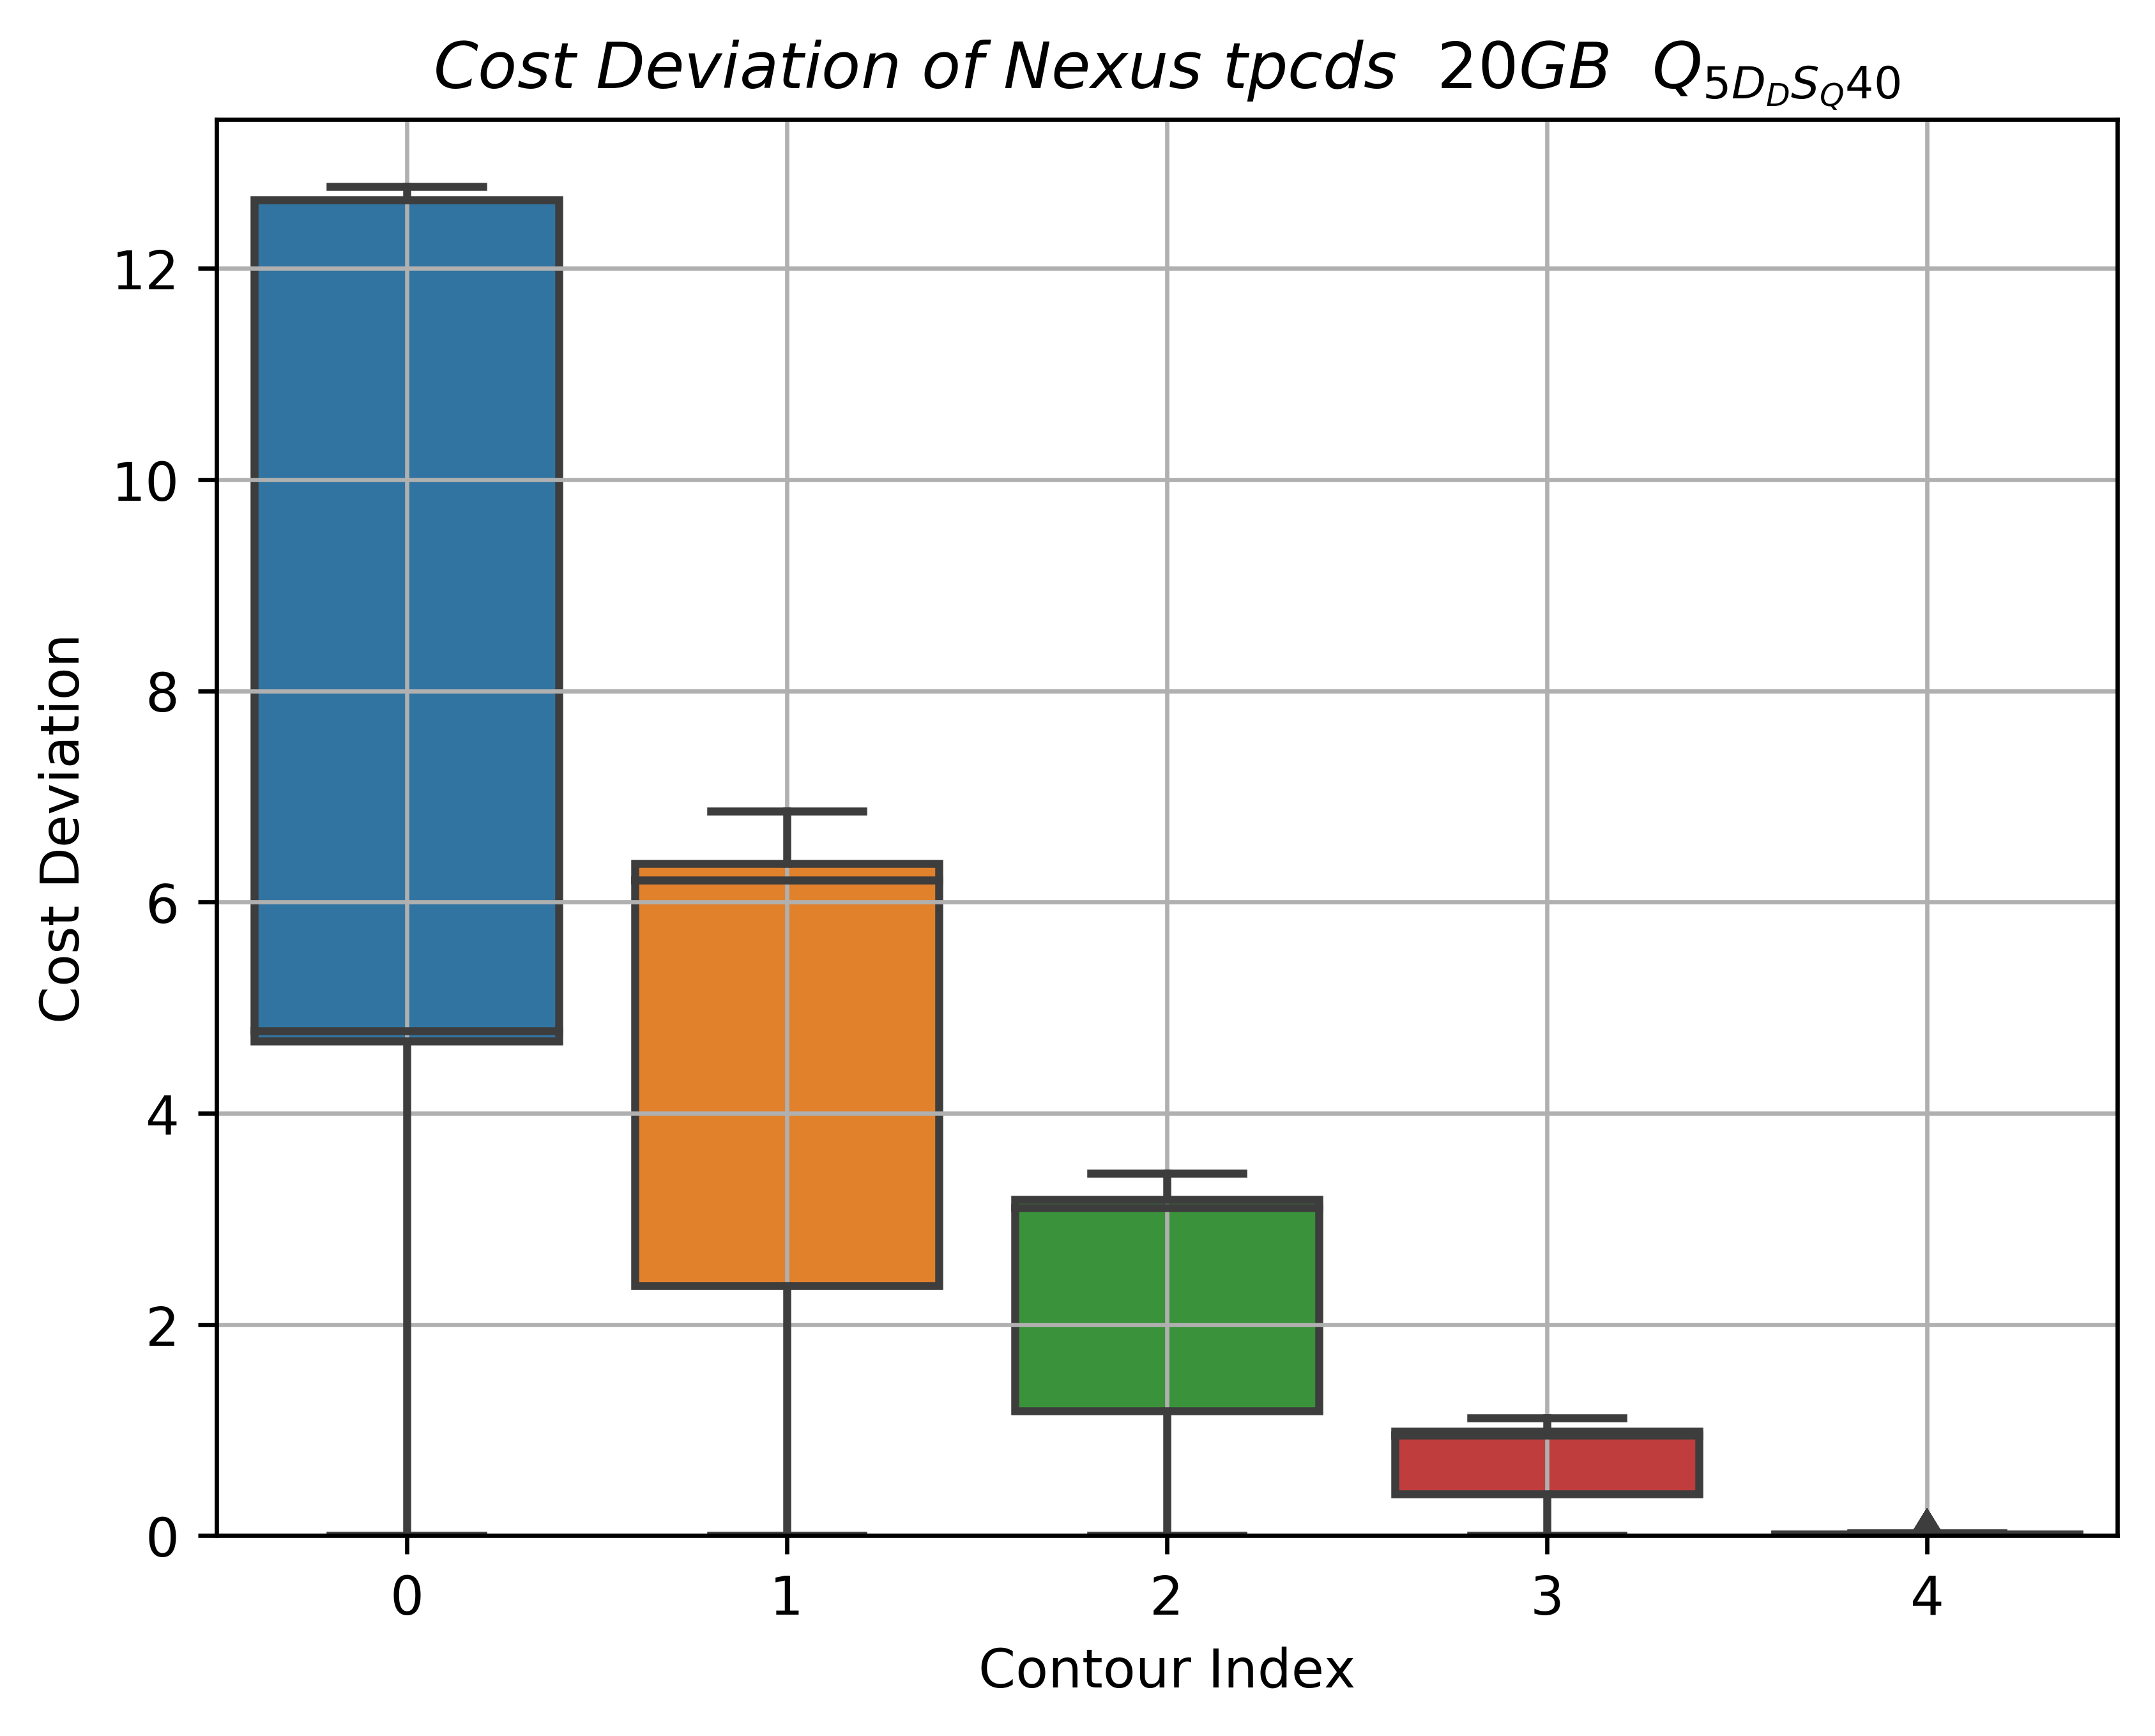 Cost Deviation of Nexus tpcds 20GB Q5DDSQ40
Cost Deviation
12
10
8
6
4
2
0
0 1 2 3 4
Contour Index